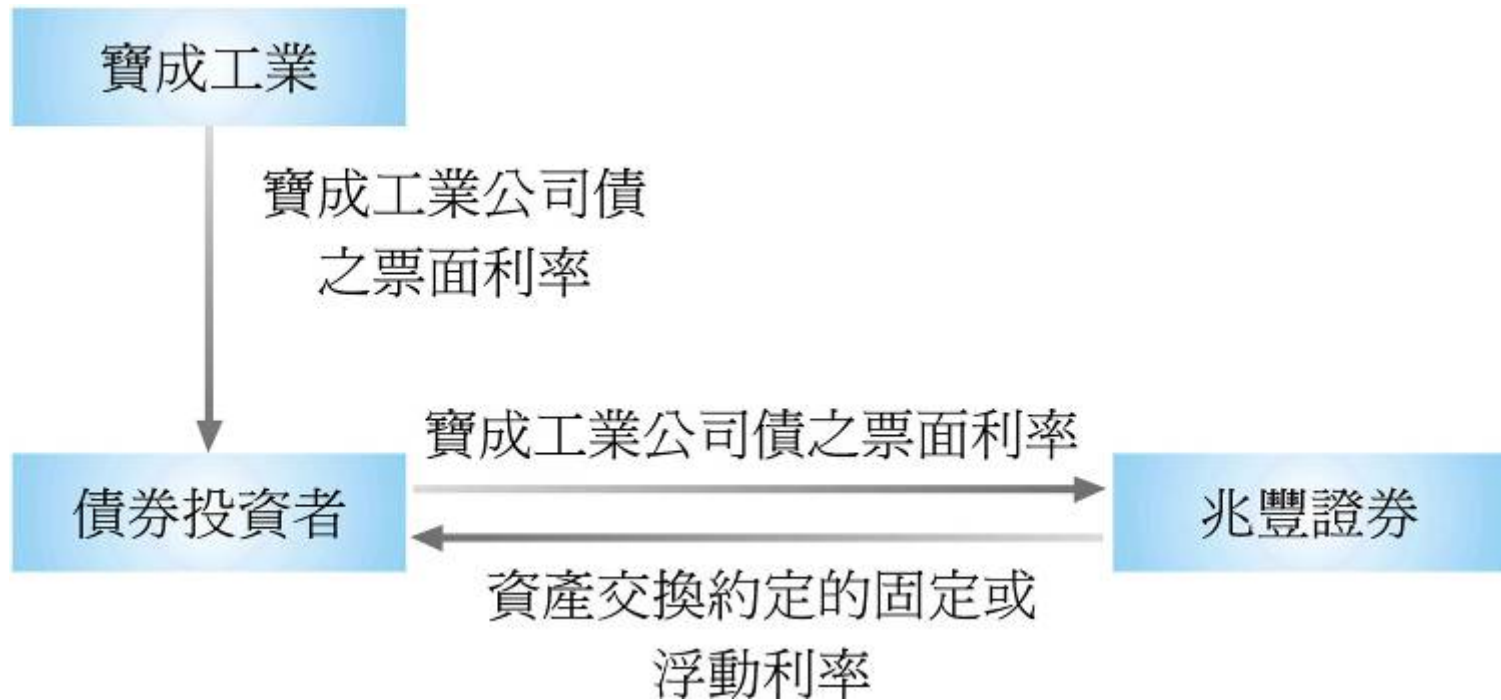 寶成工業
寶成工業公司債
之票面利率
寶成工業公司債之票面利率
債券投資者
兆豐證券
資產交換約定的固定或
浮動利率